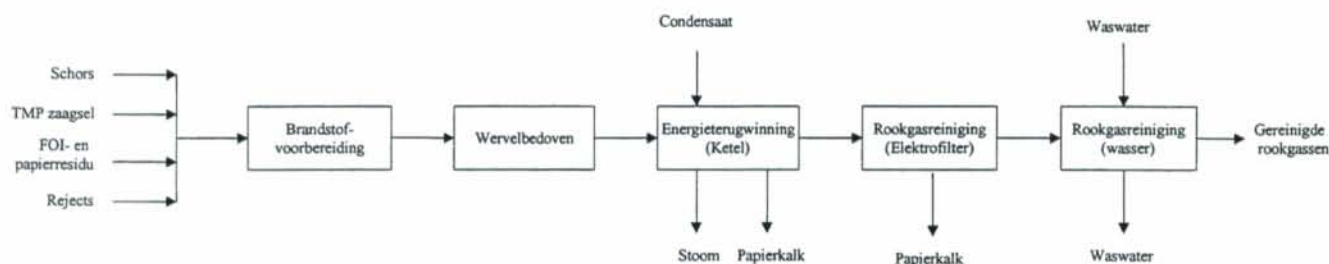 Condensaat
Waswater
Schors
TMP zaagsel
FOI- en
papierresidu
Rejects
Brandstof-
voorbereiding
Wervelbedoven
Energieterugwinning
(Ketel)
Rookgasreiniging
(Elektrofilter)
Rookgasreiniging
(wasser)
Gereinigde
rookgassen
Stoom
Papierkalk
Papierkalk
Waswater